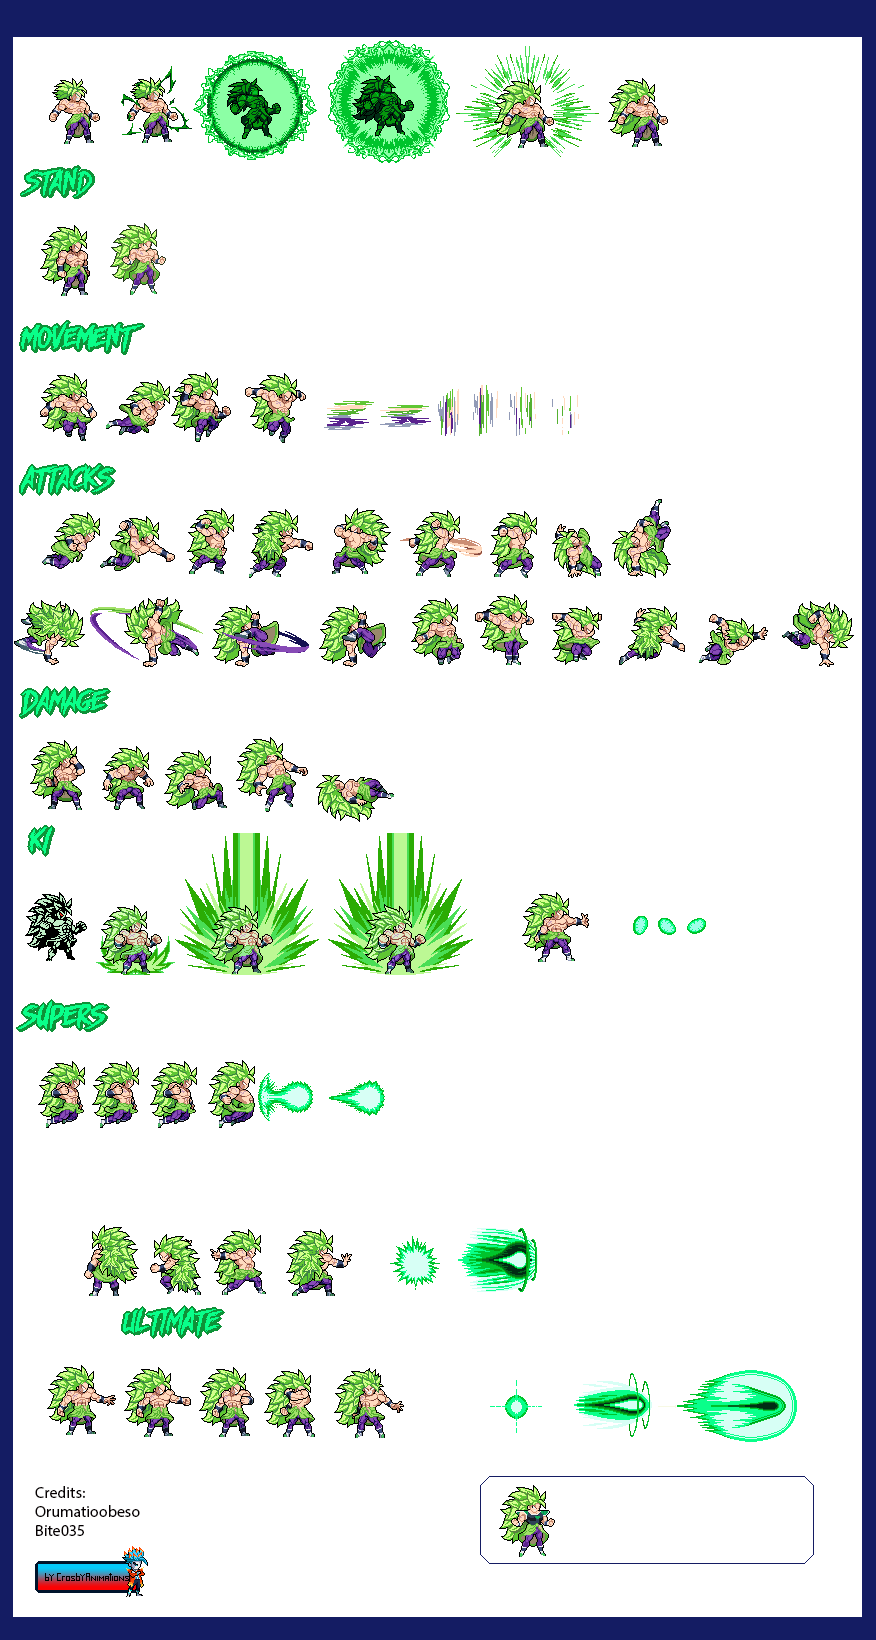 STAND
MOVEMENT
ATTACKS
DAMAGE
KI
SUPERS
ULTIMATE
Credits:
Orumatioobeso
Bite035
bY CrosbYAnimations